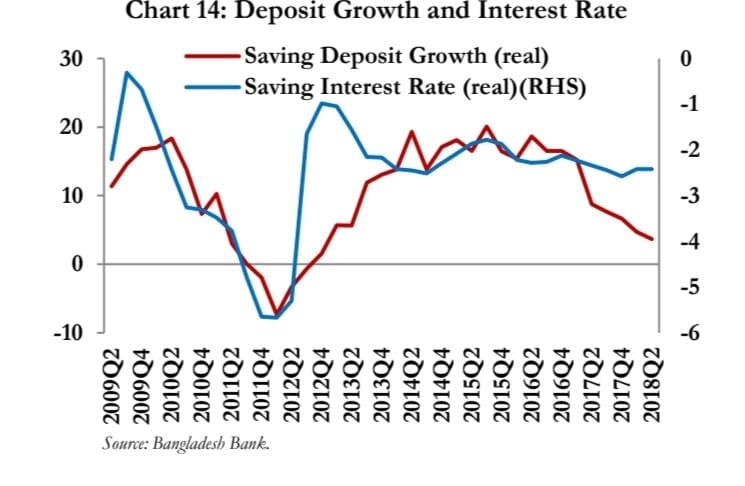 Chart 14: Deposit Growth and Interest Rate
Saving Deposit Growth (real)
Saving Interest Rate (real)(RHS)
30
20
10
0
-10
0
-1
-2
-3
-4
-5
-6
2009Q2
2009Q4
2010Q2
2010Q4
2011Q2
2011Q4
2012Q2
2012Q4
2013Q2
2013Q4
2014Q2
2014Q4
2015Q2
2015Q4
2016Q2
2016Q4
2017Q2
2017Q4
2018Q2
Source: Bangladesh Bank.